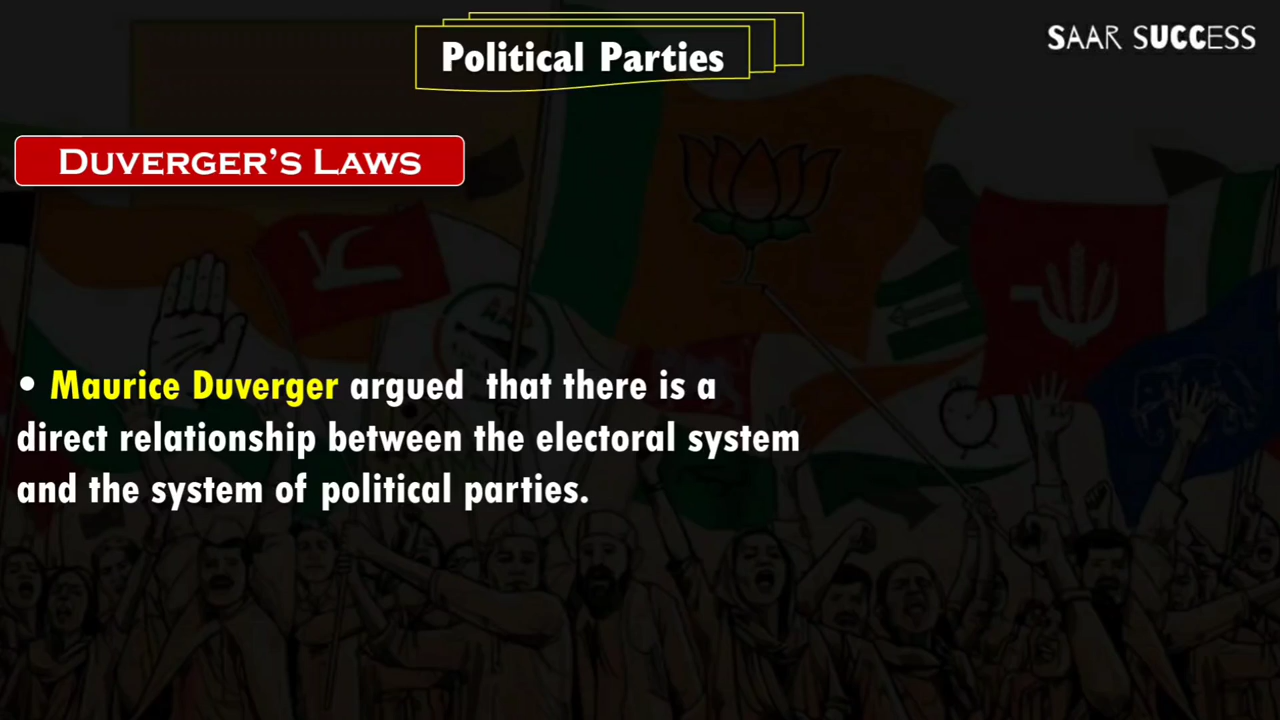 Political Parties
SAAR SUCCESS
DUVERGER'S LAWS
• Maurice Duverger argued that there is a
direct relationship between the electoral system
and the system of political parties.